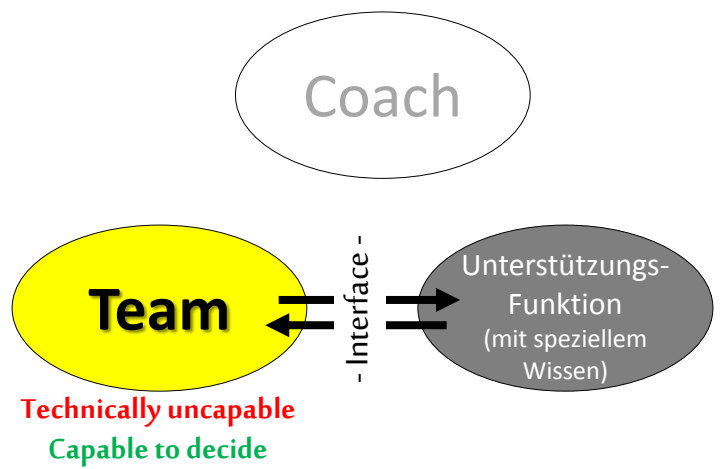 Coach
Team
- Interface -
Unterstützungs-
Funktion
(mit speziellem
Wissen)
Technically uncapable
Capable to decide